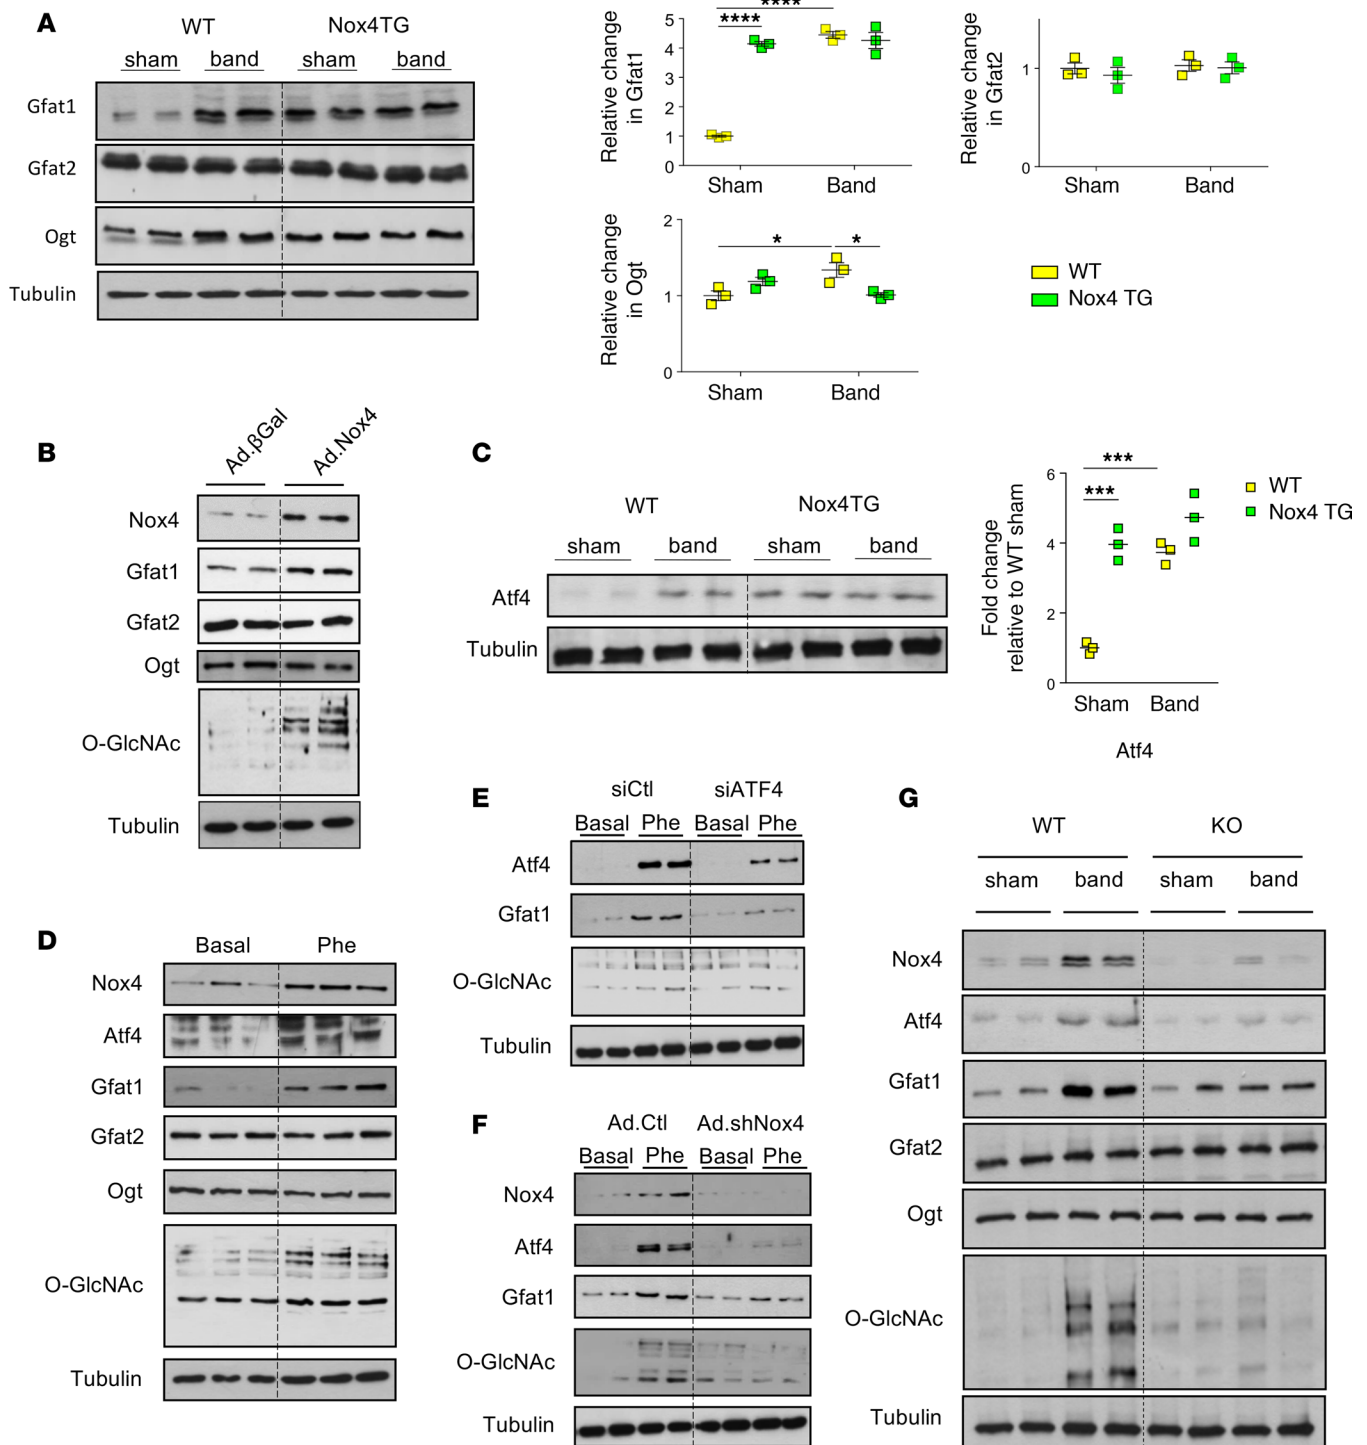 A
WT
Nox4TG
sham
band
sham
band
Gfat1
Gfat2
Ogt
Tubulin
Relative change
in Gfat1
5
4
3
2
1
0
****
****
Sham
Band
Relative change
in Gfat2
1
0
Sham
Band
Relative change
in Ogt
2
1
0
*
*
Sham
Band
WT
Nox4 TG
B
Ad.βGal
Ad.Nox4
Nox4
Gfat1
Gfat2
Ogt
O-GlcNAc
Tubulin
C
WT
Nox4TG
sham
band
sham
band
Atf4
Tubulin
Fold change
relative to WT sham
6
4
2
0
***
***
Sham
Band
Atf4
WT
Nox4 TG
D
Basal
Phe
Nox4
Atf4
Gfat1
Gfat2
Ogt
O-GlcNAc
Tubulin
E
siCtl
siATF4
Basal
Phe
Basal
Phe
Atf4
Gfat1
O-GlcNAc
Tubulin
F
Ad.Ctl
Ad.shNox4
Basal
Phe
Basal
Phe
Nox4
Atf4
Gfat1
O-GlcNAc
Tubulin
G
WT
KO
sham
band
sham
band
Nox4
Atf4
Gfat1
Gfat2
Ogt
O-GlcNAc
Tubulin